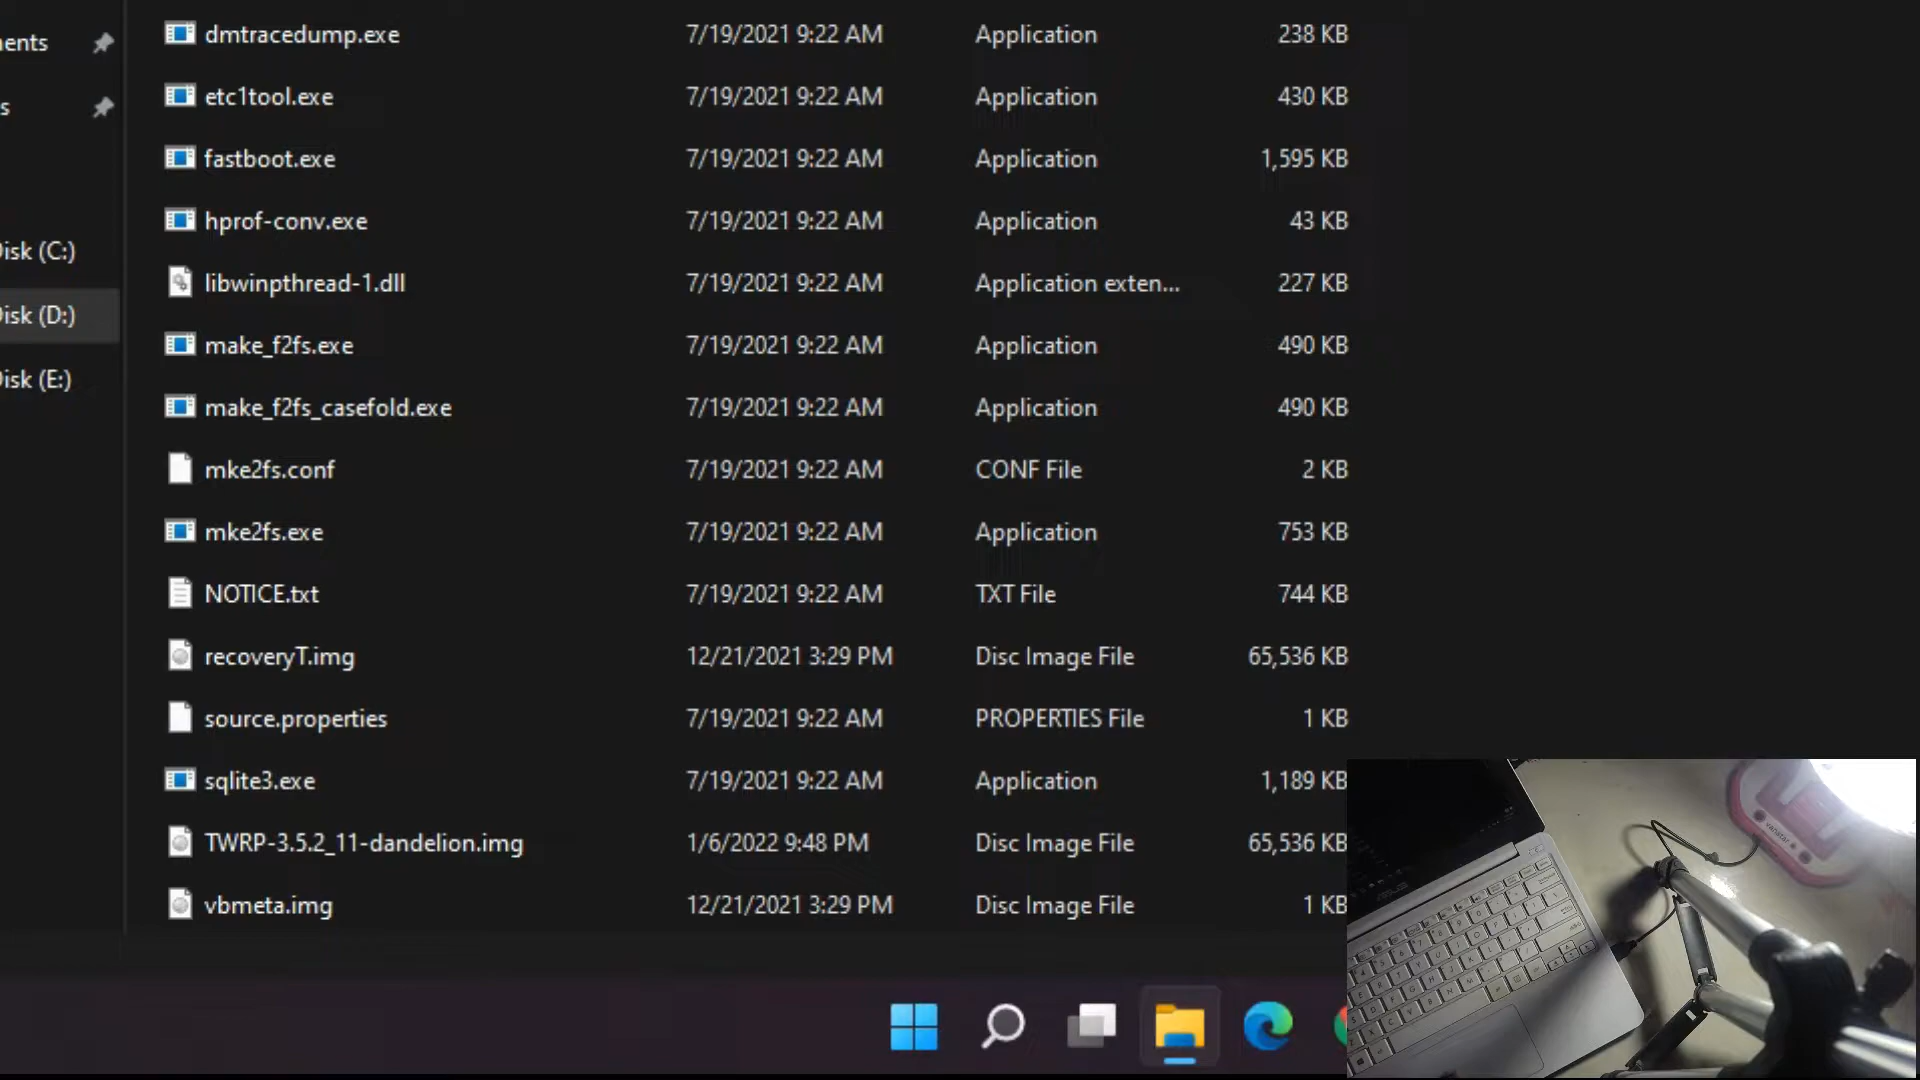 ents
s
Disk (C:)
Disk (D:)
Disk (E:)
dmtracedump.exe 7/19/2021 9:22 AM Application 238 KB
etc1tool.exe 7/19/2021 9:22 AM Application 430 KB
fastboot.exe 7/19/2021 9:22 AM Application 1,595 KB
hprof-conv.exe 7/19/2021 9:22 AM Application 43 KB
libwinpthread-1.dll 7/19/2021 9:22 AM Application exten... 227 KB
make_f2fs.exe 7/19/2021 9:22 AM Application 490 KB
make_f2fs_casefold.exe 7/19/2021 9:22 AM Application 490 KB
mke2fs.conf 7/19/2021 9:22 AM CONF File 2 KB
mke2fs.exe 7/19/2021 9:22 AM Application 753 KB
NOTICE.txt 7/19/2021 9:22 AM TXT File 744 KB
recoveryT.img 12/21/2021 3:29 PM Disc Image File 65,536 KB
source.properties 7/19/2021 9:22 AM PROPERTIES File 1 KB
sqlite3.exe 7/19/2021 9:22 AM Application 1,189 KB
TWRP-3.5.2_11-dandelion.img 1/6/2022 9:48 PM Disc Image File 65,536 KB
vbmeta.img 12/21/2021 3:29 PM Disc Image File 1 KB